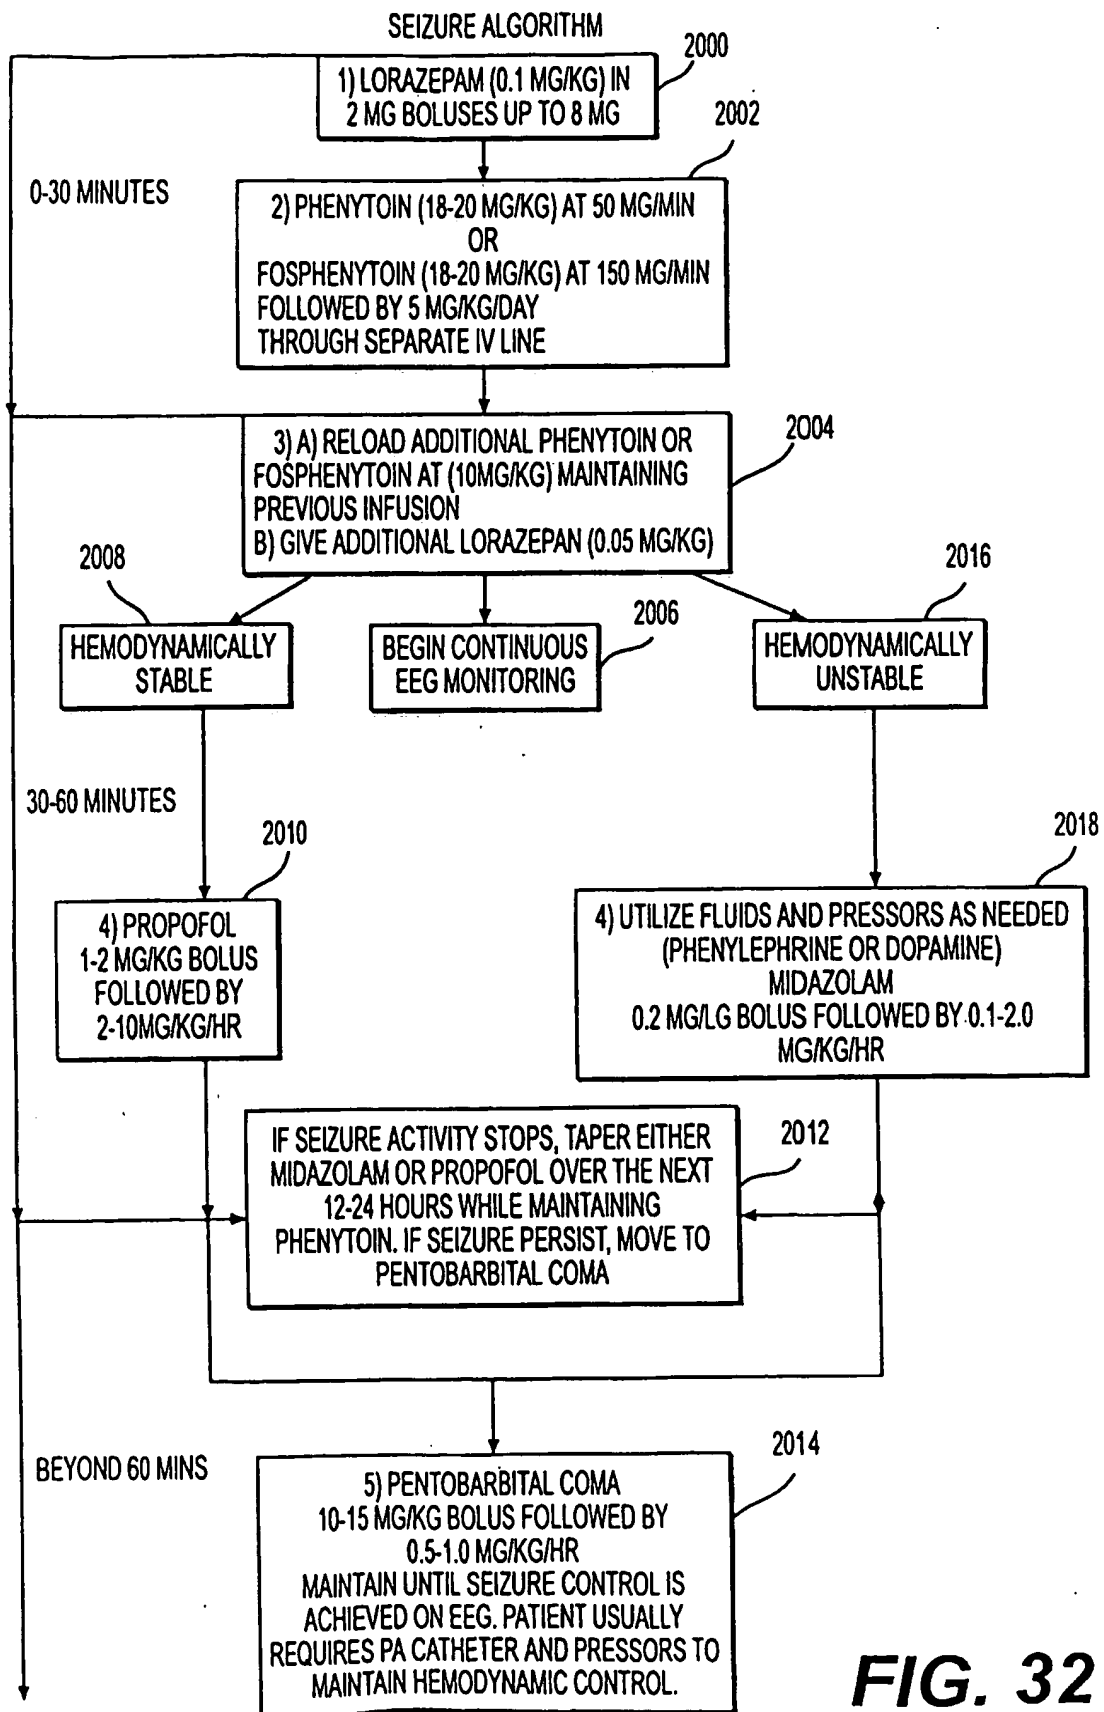 SEIZURE ALGORITHM
2000
1) LORAZEPAM (0.1 MG/KG) IN
2 MG BOLUSES UP TO 8 MG
2002
0-30 MINUTES
2) PHENYTOIN (18-20 MG/KG) AT 50 MG/MIN
OR
FOSPHENYTOIN (18-20 MG/KG) AT 150 MG/MIN
FOLLOWED BY 5 MG/KG/DAY
THROUGH SEPARATE IV LINE
2004
3) A) RELOAD ADDITIONAL PHENYTOIN OR
FOSPHENYTOIN AT (10MG/KG) MAINTAINING
PREVIOUS INFUSION
B) GIVE ADDITIONAL LORAZEPAN (0.05 MG/KG)
2008
HEMODYNAMICALLY
STABLE
2006
BEGIN CONTINUOUS
EEG MONITORING
2016
HEMODYNAMICALLY
UNSTABLE
30-60 MINUTES
2010
4) PROPOFOL
1-2 MG/KG BOLUS
FOLLOWED BY
2-10MG/KG/HR
2018
4) UTILIZE FLUIDS AND PRESSORS AS NEEDED
(PHENYLEPHRINE OR DOPAMINE)
MIDAZOLAM
0.2 MG/LG BOLUS FOLLOWED BY 0.1-2.0
MG/KG/HR
2012
IF SEIZURE ACTIVITY STOPS, TAPER EITHER
MIDAZOLAM OR PROPOFOL OVER THE NEXT
12-24 HOURS WHILE MAINTAINING
PHENYTOIN. IF SEIZURE PERSIST, MOVE TO
PENTOBARBITAL COMA
BEYOND 60 MINS
2014
5) PENTOBARBITAL COMA
10-15 MG/KG BOLUS FOLLOWED BY
0.5-1.0 MG/KG/HR
MAINTAIN UNTIL SEIZURE CONTROL IS
ACHIEVED ON EEG. PATIENT USUALLY
REQUIRES PA CATHETER AND PRESSORS TO
MAINTAIN HEMODYNAMIC CONTROL.
FIG. 32